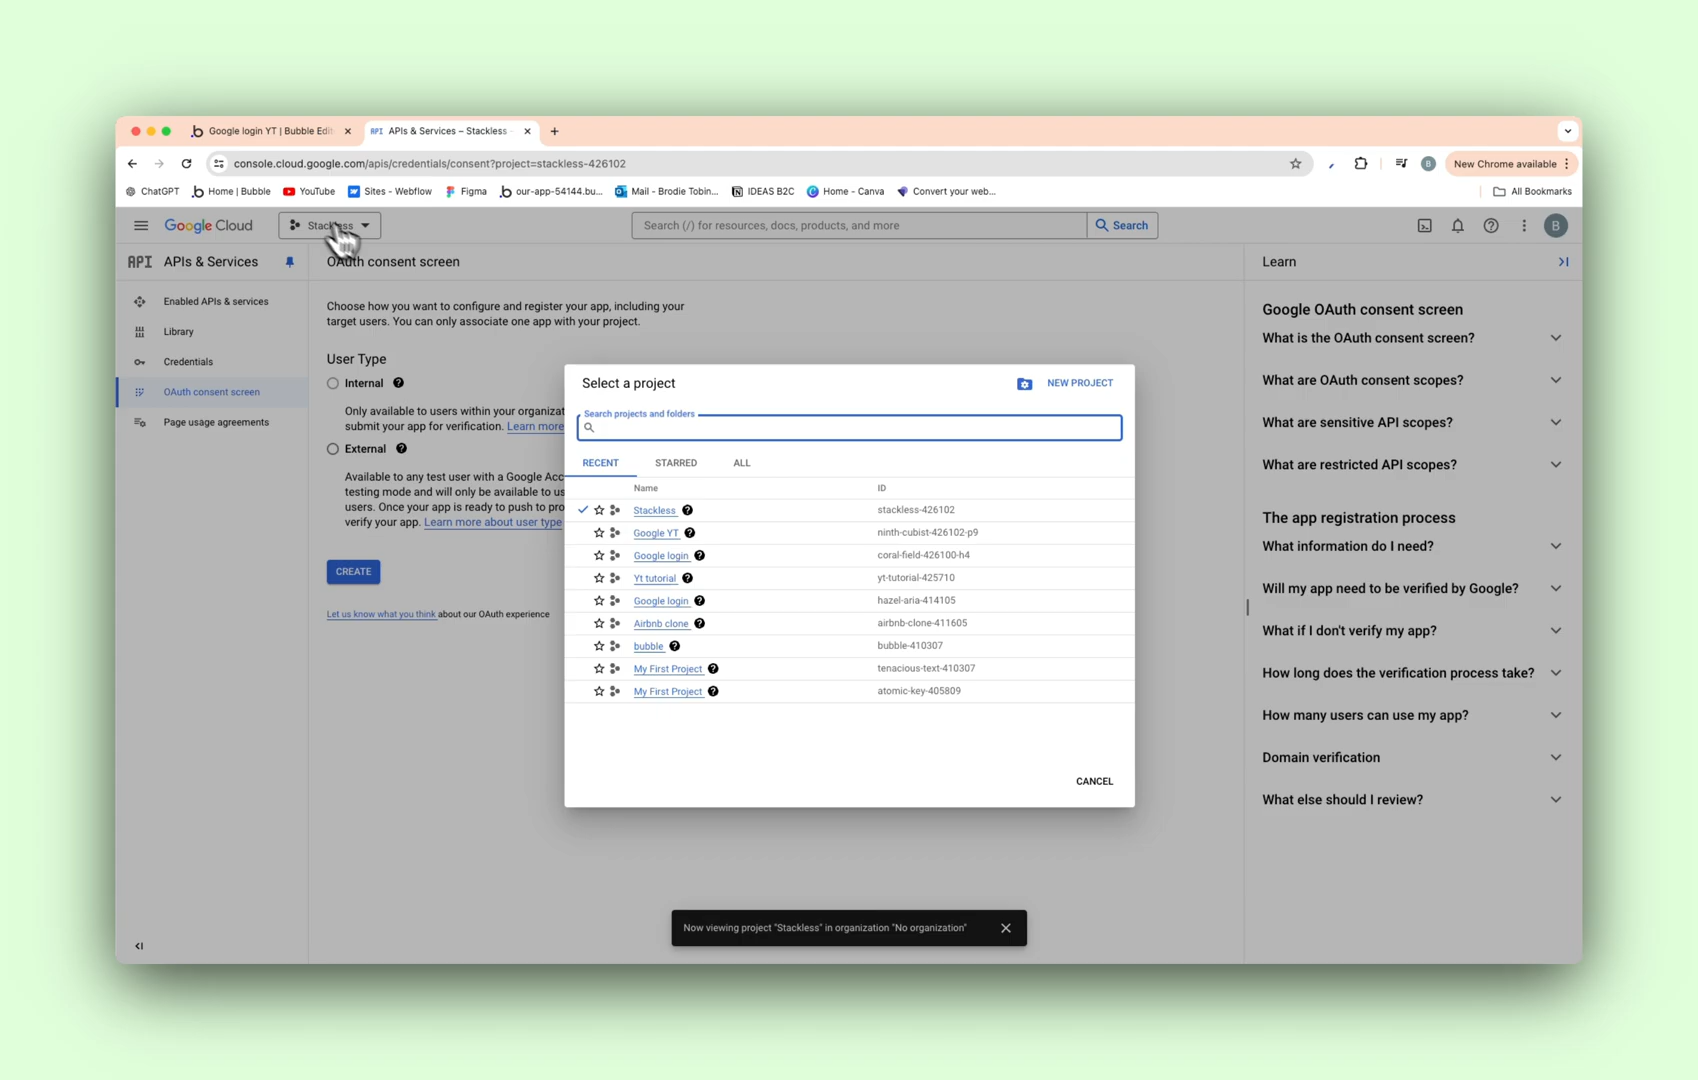 Google login YT | Bubble Edit
API APIs & Services – Stackless
console.cloud.google.com/apis/credentials/consent?project=stackless-426102
B
New Chrome available
ChatGPT
Home | Bubble
YouTube
Sites - Webflow
Figma
our-app-54144.bu...
Mail - Brodie Tobin...
IDEAS B2C
Home - Canva
Convert your web...
All Bookmarks
Google Cloud
Stackless
Search (/) for resources, docs, products, and more
Search
B
API APIs & Services
Enabled APIs & services
Library
Credentials
OAuth consent screen
Page usage agreements
OAuth consent screen
Choose how you want to configure and register your app, including your
target users. You can only associate one app with your project.
User Type
Internal
Only available to users within your organizat
submit your app for verification. Learn more
External
Available to any test user with a Google Acc
testing mode and will only be available to us
users. Once your app is ready to push to pro
verify your app. Learn more about user type
CREATE
Let us know what you think about our OAuth experience
Select a project
NEW PROJECT
Search projects and folders
RECENT
STARRED
ALL
Name ID
Stackless stackless-426102
Google YT ninth-cubist-426102-p9
Google login coral-field-426100-h4
Yt tutorial yt-tutorial-425710
Google login hazel-aria-414105
Airbnb clone airbnb-clone-411605
bubble bubble-410307
My First Project tenacious-text-410307
My First Project atomic-key-405809
CANCEL
Now viewing project "Stackless" in organization "No organization"
Learn
Google OAuth consent screen
What is the OAuth consent screen?
What are OAuth consent scopes?
What are sensitive API scopes?
What are restricted API scopes?
The app registration process
What information do I need?
Will my app need to be verified by Google?
What if I don't verify my app?
How long does the verification process take?
How many users can use my app?
Domain verification
What else should I review?